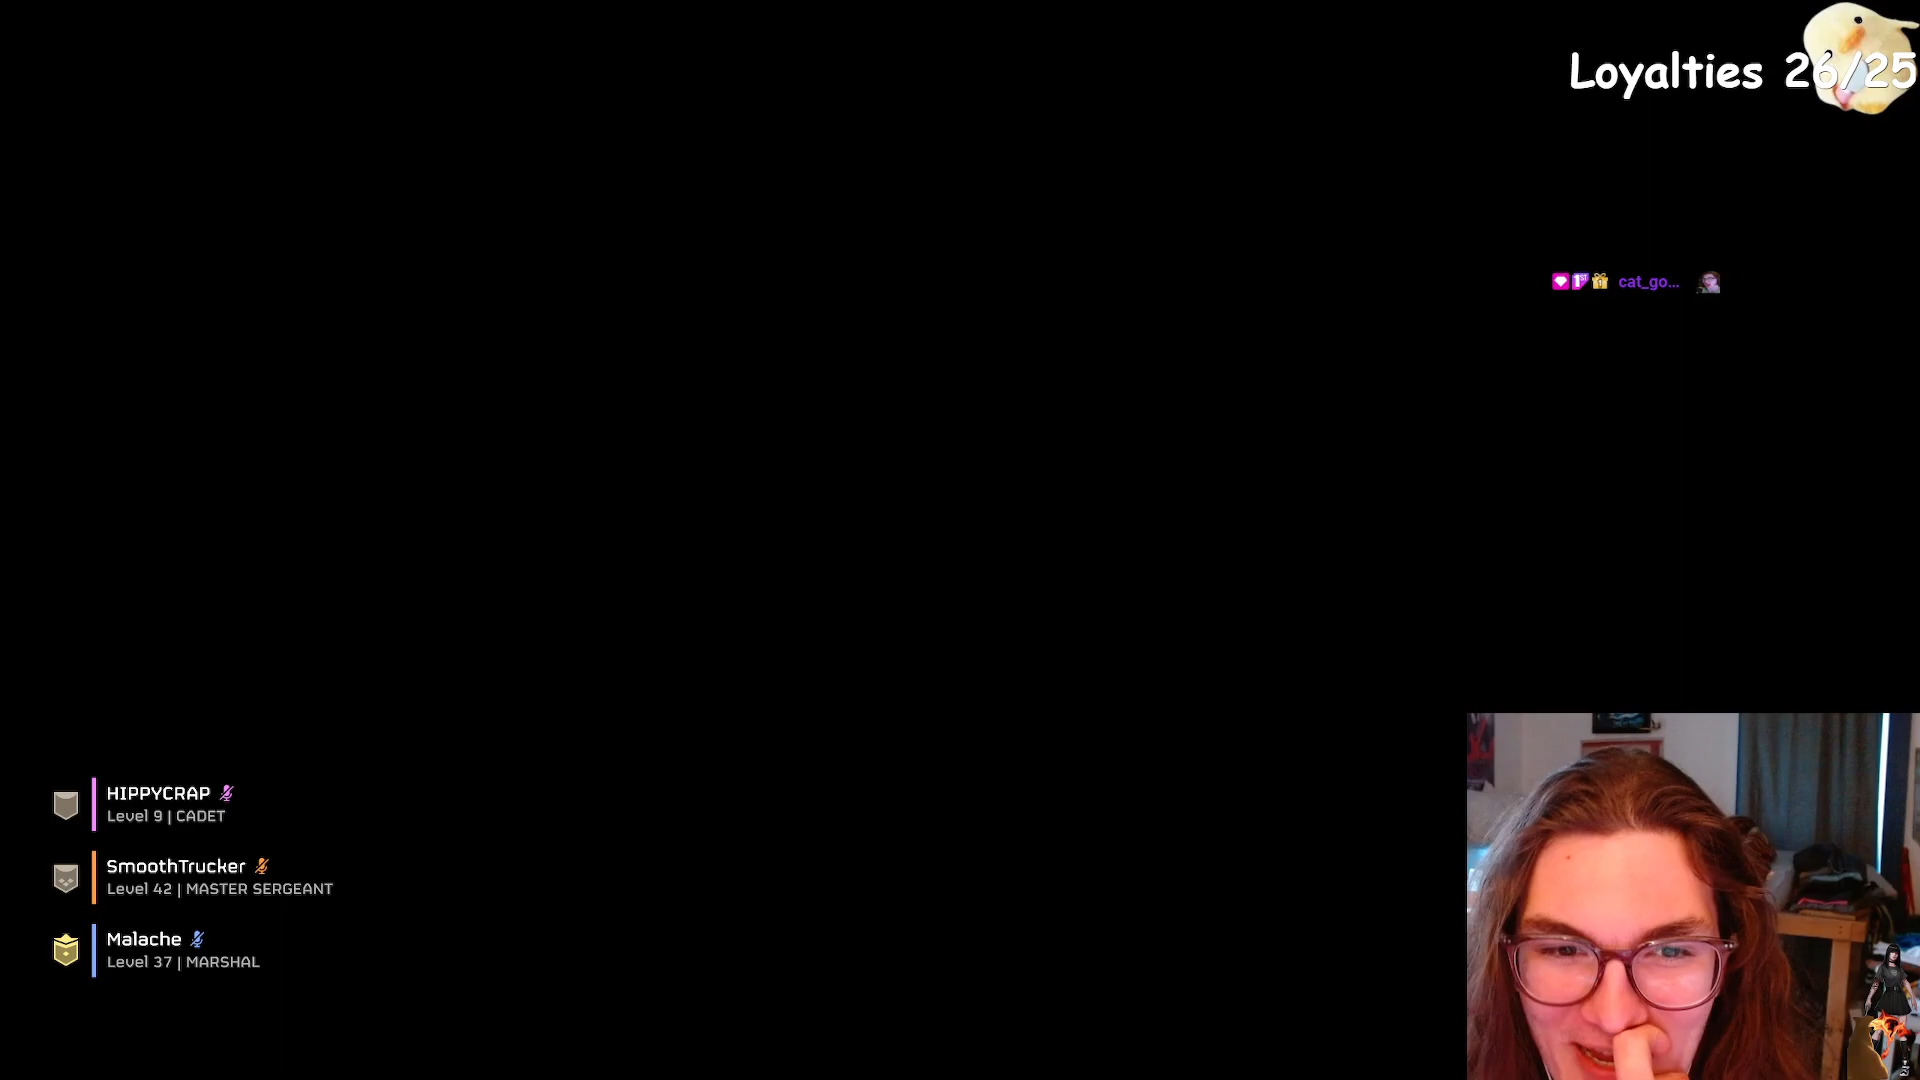 Loyalties 26/25
cat_go...
HIPPYCRAP
Level 9 | CADET
SmoothTrucker
Level 42 | MASTER SERGEANT
Malache
Level 37 | MARSHAL